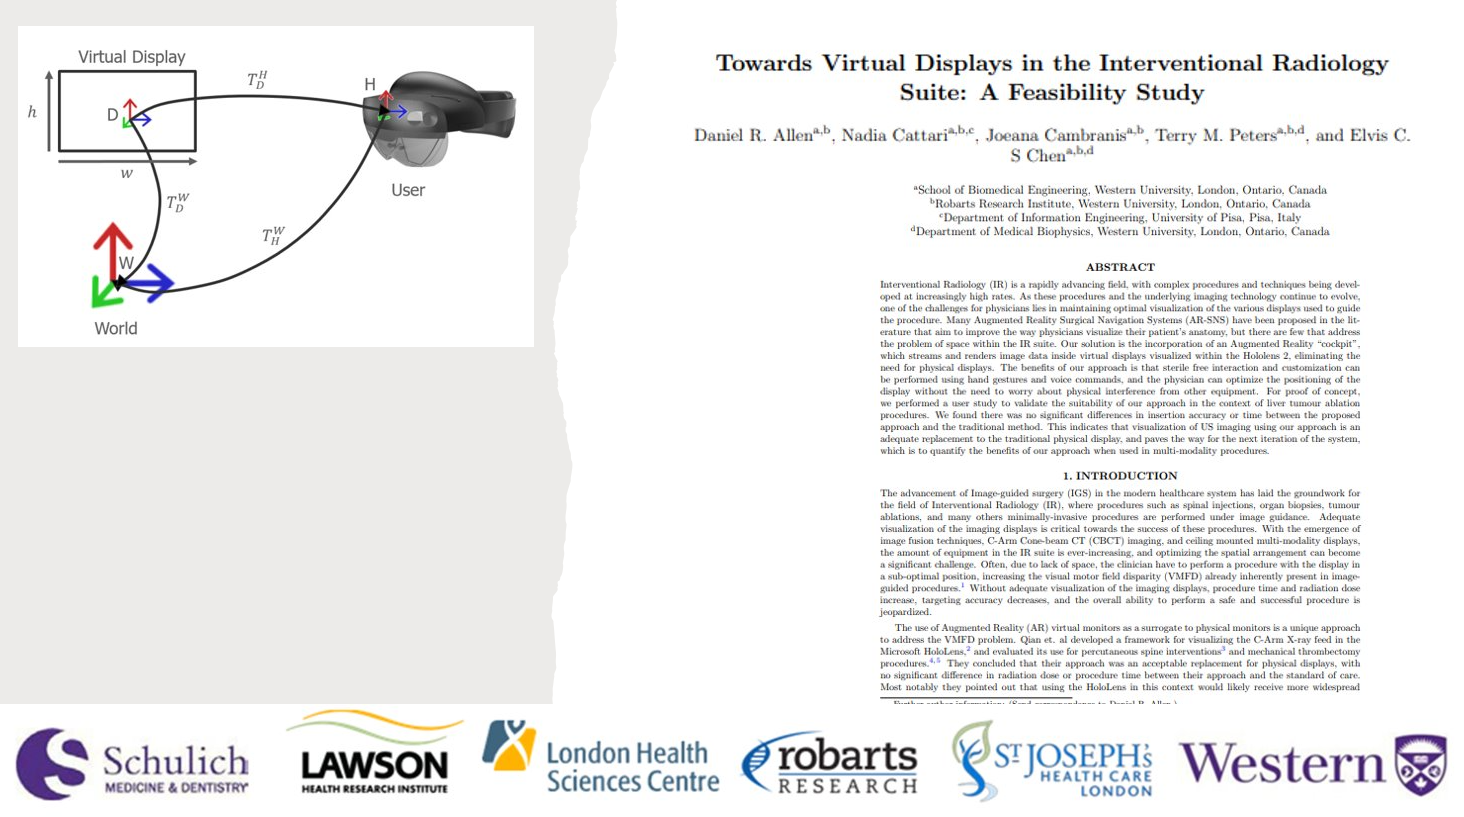 Virtual Display
h
D
w
T_D^H
H
User
T_D^W
T_H^W
W
World
Towards Virtual Displays in the Interventional Radiology
Suite: A Feasibility Study
Daniel R. Allen^a,b, Nadia Cattari^a,b,c, Joeana Cambranis^a,b, Terry M. Peters^a,b,d, and Elvis C.
S Chen^a,b,d
^aSchool of Biomedical Engineering, Western University, London, Ontario, Canada
^bRobarts Research Institute, Western University, London, Ontario, Canada
^cDepartment of Information Engineering, University of Pisa, Pisa, Italy
^dDepartment of Medical Biophysics, Western University, London, Ontario, Canada
ABSTRACT
Interventional Radiology (IR) is a rapidly advancing field, with complex procedures and techniques being devel-
oped at increasingly high rates. As these procedures and the underlying imaging technology continue to evolve,
one of the challenges for physicians lies in maintaining optimal visualization of the various displays used to guide
the procedure. Many Augmented Reality Surgical Navigation Systems (AR-SNS) have been proposed in the lit-
erature that aim to improve the way physicians visualize their patient's anatomy, but there are few that address
the problem of space within the IR suite. Our solution is the incorporation of an Augmented Reality “cockpit”,
which streams and renders image data inside virtual displays visualized within the Hololens 2, eliminating the
need for physical displays. The benefits of our approach is that sterile free interaction and customization can
be performed using hand gestures and voice commands, and the physician can optimize the positioning of the
display without the need to worry about physical interference from other equipment. For proof of concept,
we performed a user study to validate the suitability of our approach in the context of liver tumour ablation
procedures. We found there was no significant differences in insertion accuracy or time between the proposed
approach and the traditional method. This indicates that visualization of US imaging using our approach is an
adequate replacement to the traditional physical display, and paves the way for the next iteration of the system,
which is to quantify the benefits of our approach when used in multi-modality procedures.
1. INTRODUCTION
The advancement of Image-guided surgery (IGS) in the modern healthcare system has laid the groundwork for
the field of Interventional Radiology (IR), where procedures such as spinal injections, organ biopsies, tumour
ablations, and many others minimally-invasive procedures are performed under image guidance. Adequate
visualization of the imaging displays is critical towards the success of these procedures. With the emergence of
image fusion techniques, C-Arm Cone-beam CT (CBCT) imaging, and ceiling mounted multi-modality displays,
the amount of equipment in the IR suite is ever-increasing, and optimizing the spatial arrangement can become
a significant challenge. Often, due to lack of space, the clinician have to perform a procedure with the display in
a sub-optimal position, increasing the visual motor field disparity (VMFD) already inherently present in image-
guided procedures.^1 Without adequate visualization of the imaging displays, procedure time and radiation dose
increase, targeting accuracy decreases, and the overall ability to perform a safe and successful procedure is
jeopardized.
The use of Augmented Reality (AR) virtual monitors as a surrogate to physical monitors is a unique approach
to address the VMFD problem. Qian et. al developed a framework for visualizing the C-Arm X-ray feed in the
Microsoft HoloLens,^2 and evaluated its use for percutaneous spine interventions^3 and mechanical thrombectomy
procedures.^4,5 They concluded that their approach was an acceptable replacement for physical displays, with
no significant difference in radiation dose or procedure time between their approach and the standard of care.
Most notably they pointed out that using the HoloLens in this context would likely receive more widespread
Further author information: (Send correspondence to Daniel R. Allen.)
Schulich
MEDICINE & DENTISTRY
LAWSON
HEALTH RESEARCH INSTITUTE
London Health
Sciences Centre
robarts
RESEARCH
ST JOSEPH'S
HEALTH CARE
LONDON
Western